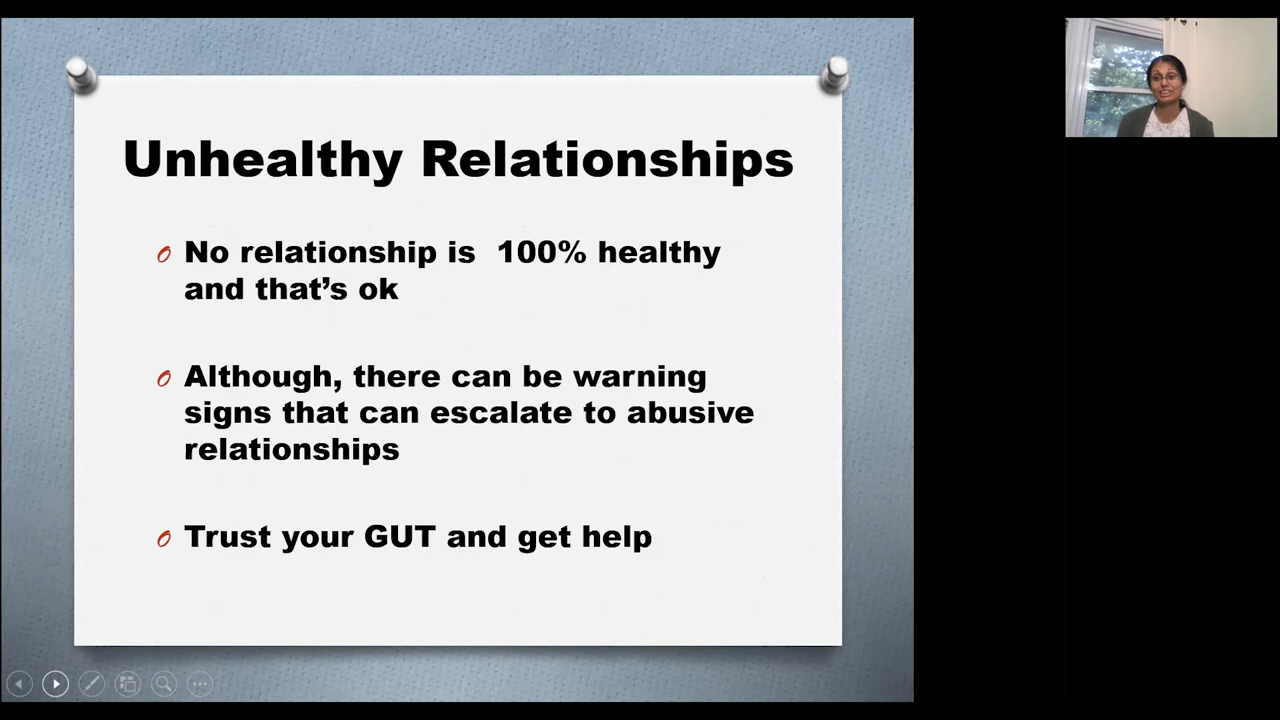 Unhealthy Relationships
No relationship is  100% healthy
and that’s ok
Although, there can be warning
signs that can escalate to abusive
relationships
Trust your GUT and get help